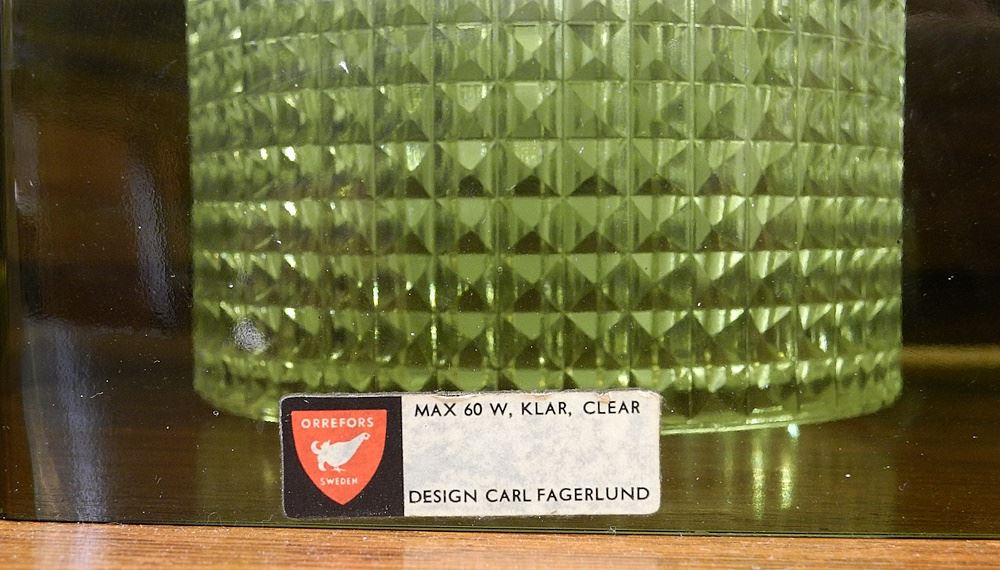 ORREFORS
SWEDEN
MAX 60 W, KLAR, CLEAR
DESIGN CARL FAGERLUND